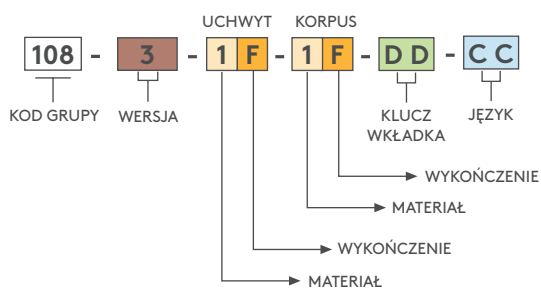 UCHWYT KORPUS
108 - 3 - 1 F - 1 F - D D - C C
KOD GRUPY WERSJA KLUCZ WKŁADKA JĘZYK
WYKOŃCZENIE
MATERIAŁ
WYKOŃCZENIE
MATERIAŁ